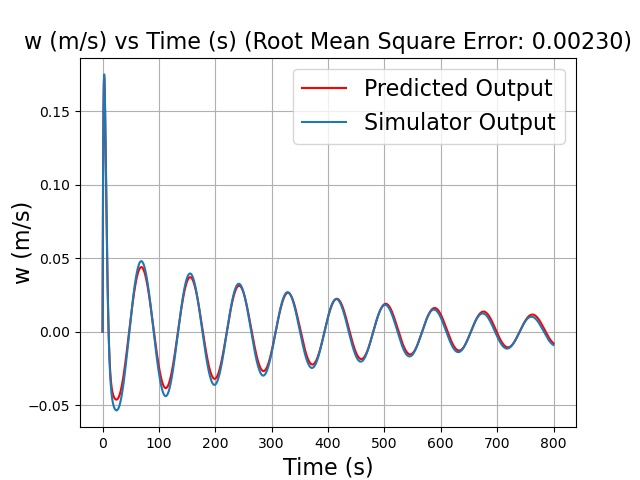 w (m/s) vs Time (s) (Root Mean Square Error: 0.00230)
Predicted Output
Simulator Output
w (m/s)
0.15
0.10
0.05
0.00
−0.05
0 100 200 300 400 500 600 700 800
Time (s)